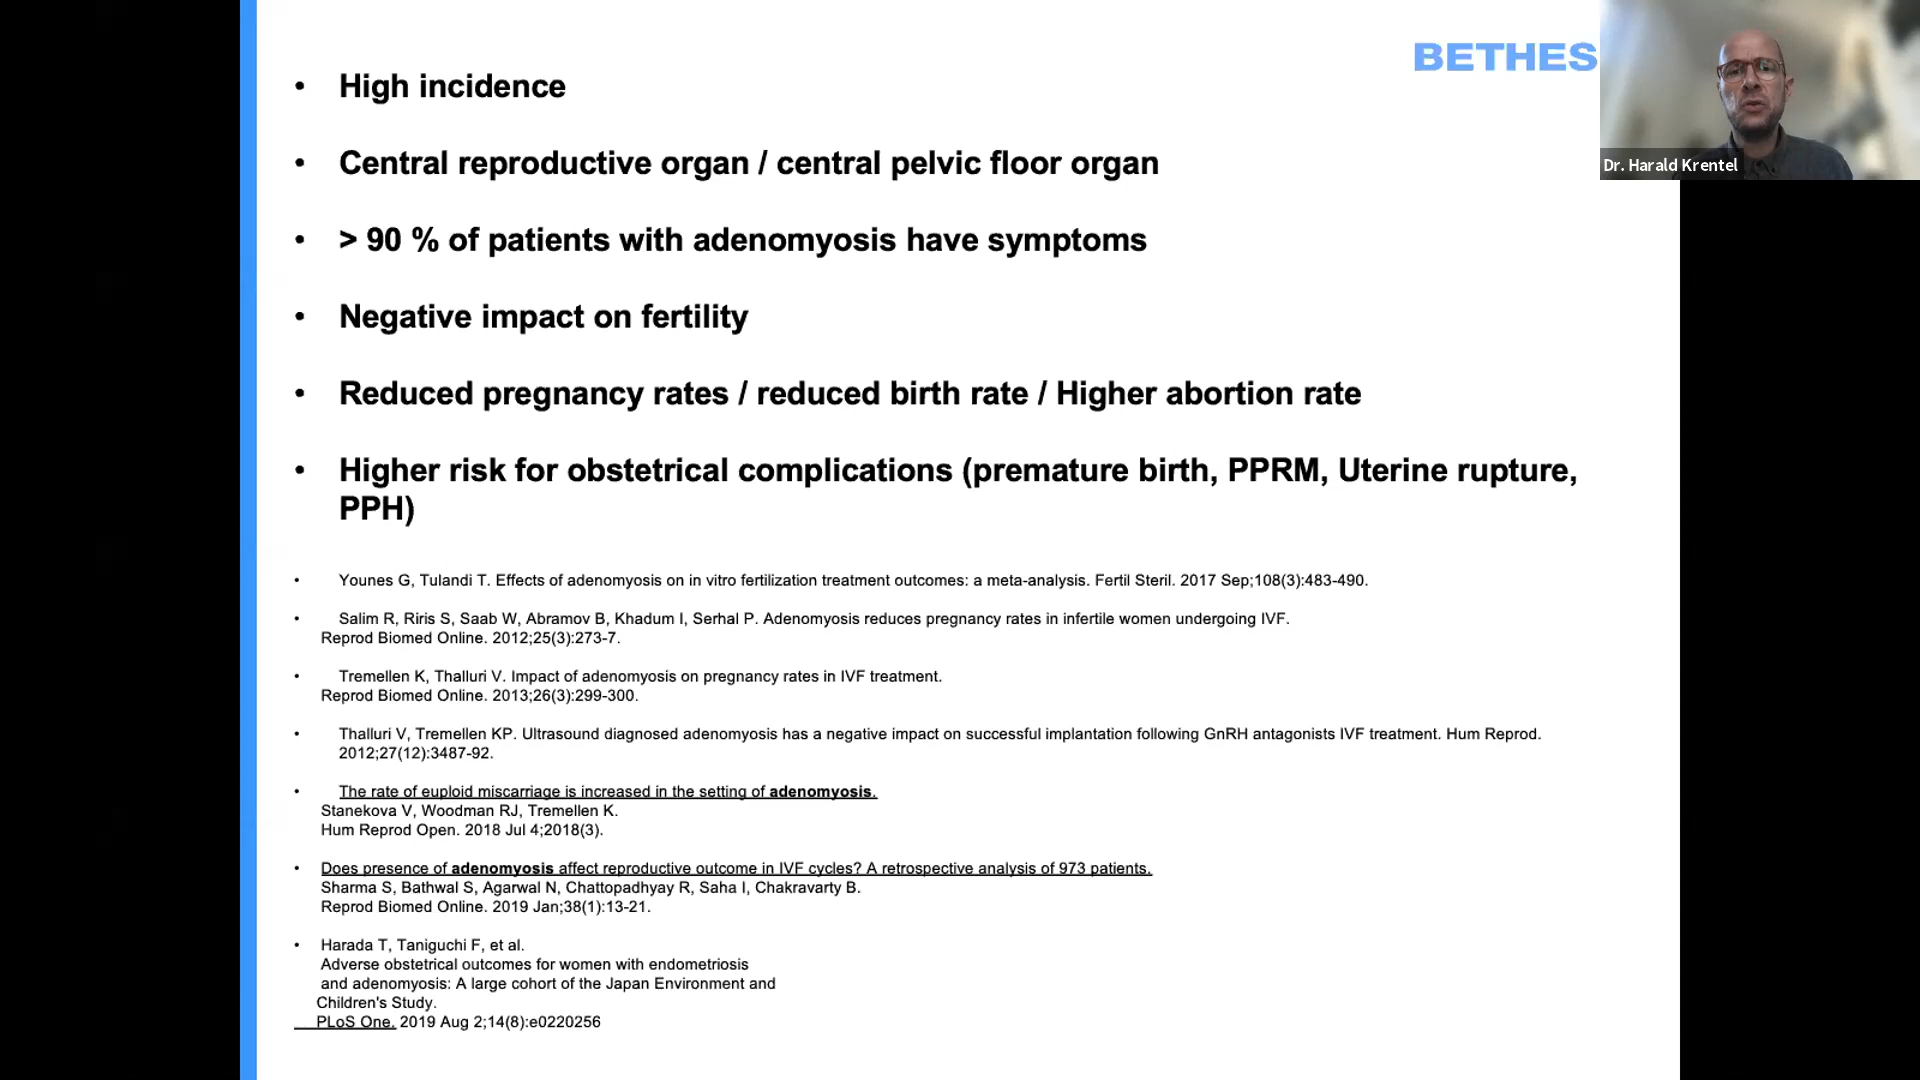 BETHES
Dr. Harald Krentel
• High incidence
• Central reproductive organ / central pelvic floor organ
• > 90 % of patients with adenomyosis have symptoms
• Negative impact on fertility
• Reduced pregnancy rates / reduced birth rate / Higher abortion rate
• Higher risk for obstetrical complications (premature birth, PPRM, Uterine rupture,
PPH)
• Younes G, Tulandi T. Effects of adenomyosis on in vitro fertilization treatment outcomes: a meta-analysis. Fertil Steril. 2017 Sep;108(3):483-490.
• Salim R, Riris S, Saab W, Abramov B, Khadum I, Serhal P. Adenomyosis reduces pregnancy rates in infertile women undergoing IVF.
Reprod Biomed Online. 2012;25(3):273-7.
• Tremellen K, Thalluri V. Impact of adenomyosis on pregnancy rates in IVF treatment.
Reprod Biomed Online. 2013;26(3):299-300.
• Thalluri V, Tremellen KP. Ultrasound diagnosed adenomyosis has a negative impact on successful implantation following GnRH antagonists IVF treatment. Hum Reprod.
2012;27(12):3487-92.
• The rate of euploid miscarriage is increased in the setting of adenomyosis.
Stanekova V, Woodman RJ, Tremellen K.
Hum Reprod Open. 2018 Jul 4;2018(3).
• Does presence of adenomyosis affect reproductive outcome in IVF cycles? A retrospective analysis of 973 patients.
Sharma S, Bathwal S, Agarwal N, Chattopadhyay R, Saha I, Chakravarty B.
Reprod Biomed Online. 2019 Jan;38(1):13-21.
• Harada T, Taniguchi F, et al.
Adverse obstetrical outcomes for women with endometriosis
and adenomyosis: A large cohort of the Japan Environment and
Children's Study.
PLoS One. 2019 Aug 2;14(8):e0220256